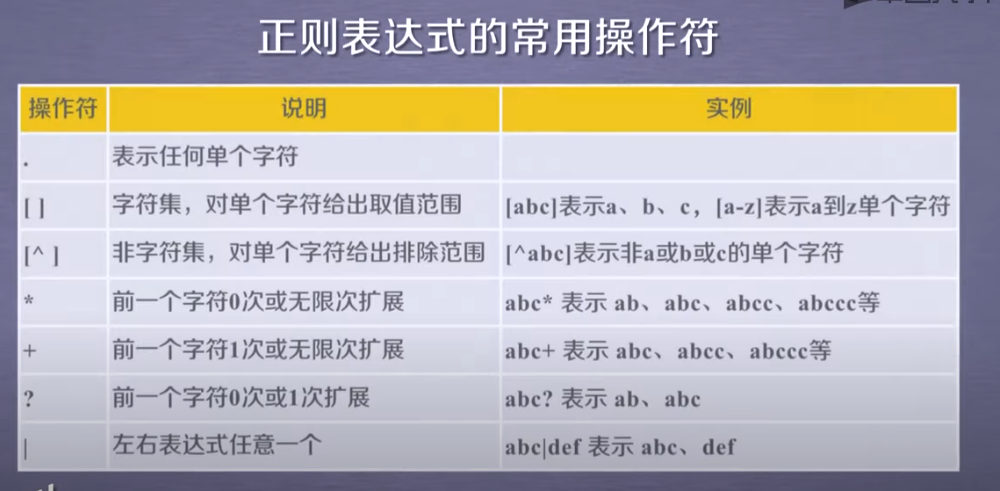 正则表达式的常用操作符
操作符 说明 实例
. 表示任何单个字符
[ ] 字符集，对单个字符给出取值范围 [abc]表示a、b、c，[a-z]表示a到z单个字符
[^ ] 非字符集，对单个字符给出排除范围 [^abc]表示非a或b或c的单个字符
* 前一个字符0次或无限次扩展 abc* 表示 ab、abc、abcc、abccc等
+ 前一个字符1次或无限次扩展 abc+ 表示 abc、abcc、abccc等
? 前一个字符0次或1次扩展 abc? 表示 ab、abc
| 左右表达式任意一个 abc|def 表示 abc、def